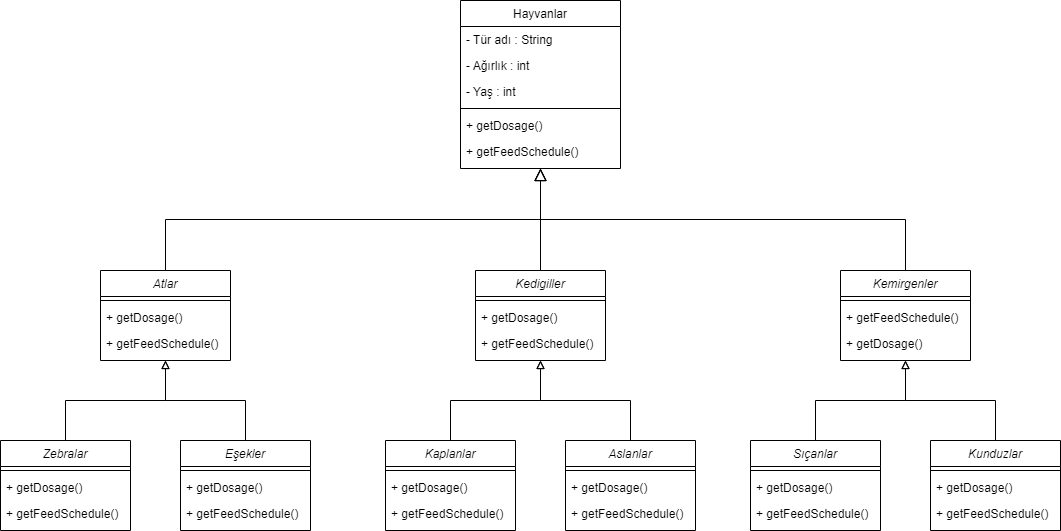 Hayvanlar
- Tür adı : String
- Ağırlık : int
- Yaş : int
+ getDosage()
+ getFeedSchedule()
Atlar
+ getDosage()
+ getFeedSchedule()
Kedigiller
+ getDosage()
+ getFeedSchedule()
Kemirgenler
+ getFeedSchedule()
+ getDosage()
Zebralar
+ getDosage()
+ getFeedSchedule()
Eşekler
+ getDosage()
+ getFeedSchedule()
Kaplanlar
+ getDosage()
+ getFeedSchedule()
Aslanlar
+ getDosage()
+ getFeedSchedule()
Sıçanlar
+ getDosage()
+ getFeedSchedule()
Kunduzlar
+ getDosage()
+ getFeedSchedule()